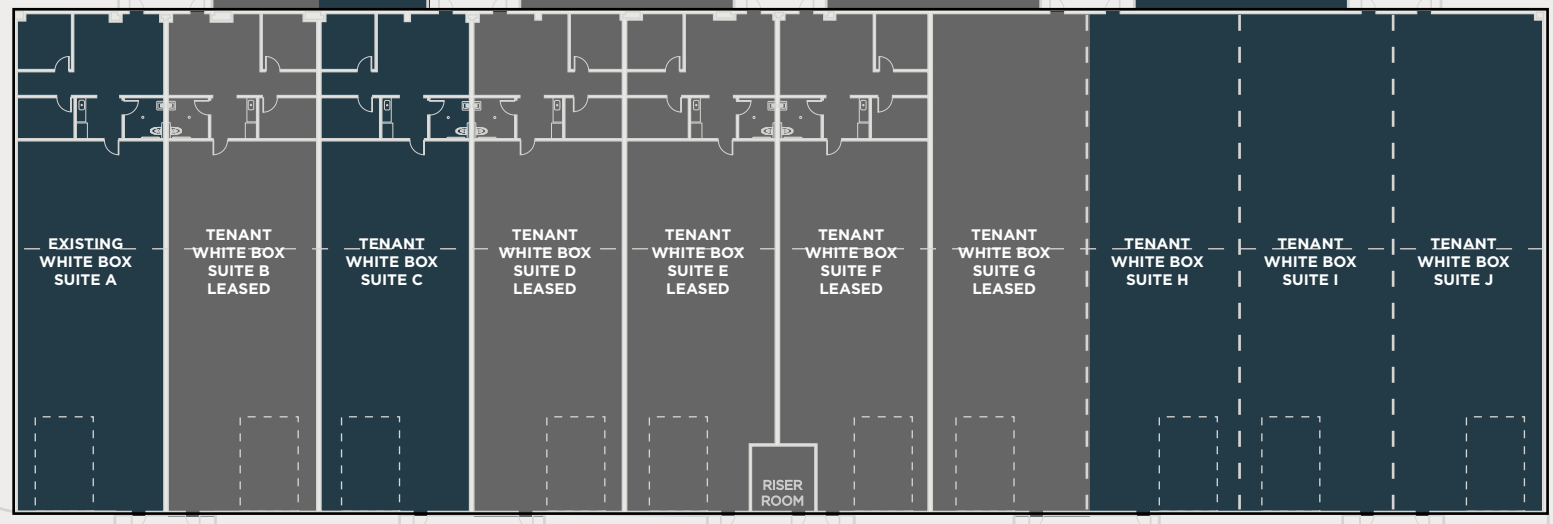 EXISTING
WHITE BOX
SUITE A
TENANT
WHITE BOX
SUITE B
LEASED
TENANT
WHITE BOX
SUITE C
TENANT
WHITE BOX
SUITE D
LEASED
TENANT
WHITE BOX
SUITE E
LEASED
TENANT
WHITE BOX
SUITE F
LEASED
TENANT
WHITE BOX
SUITE G
LEASED
TENANT
WHITE BOX
SUITE H
TENANT
WHITE BOX
SUITE I
TENANT
WHITE BOX
SUITE J
RISER
ROOM